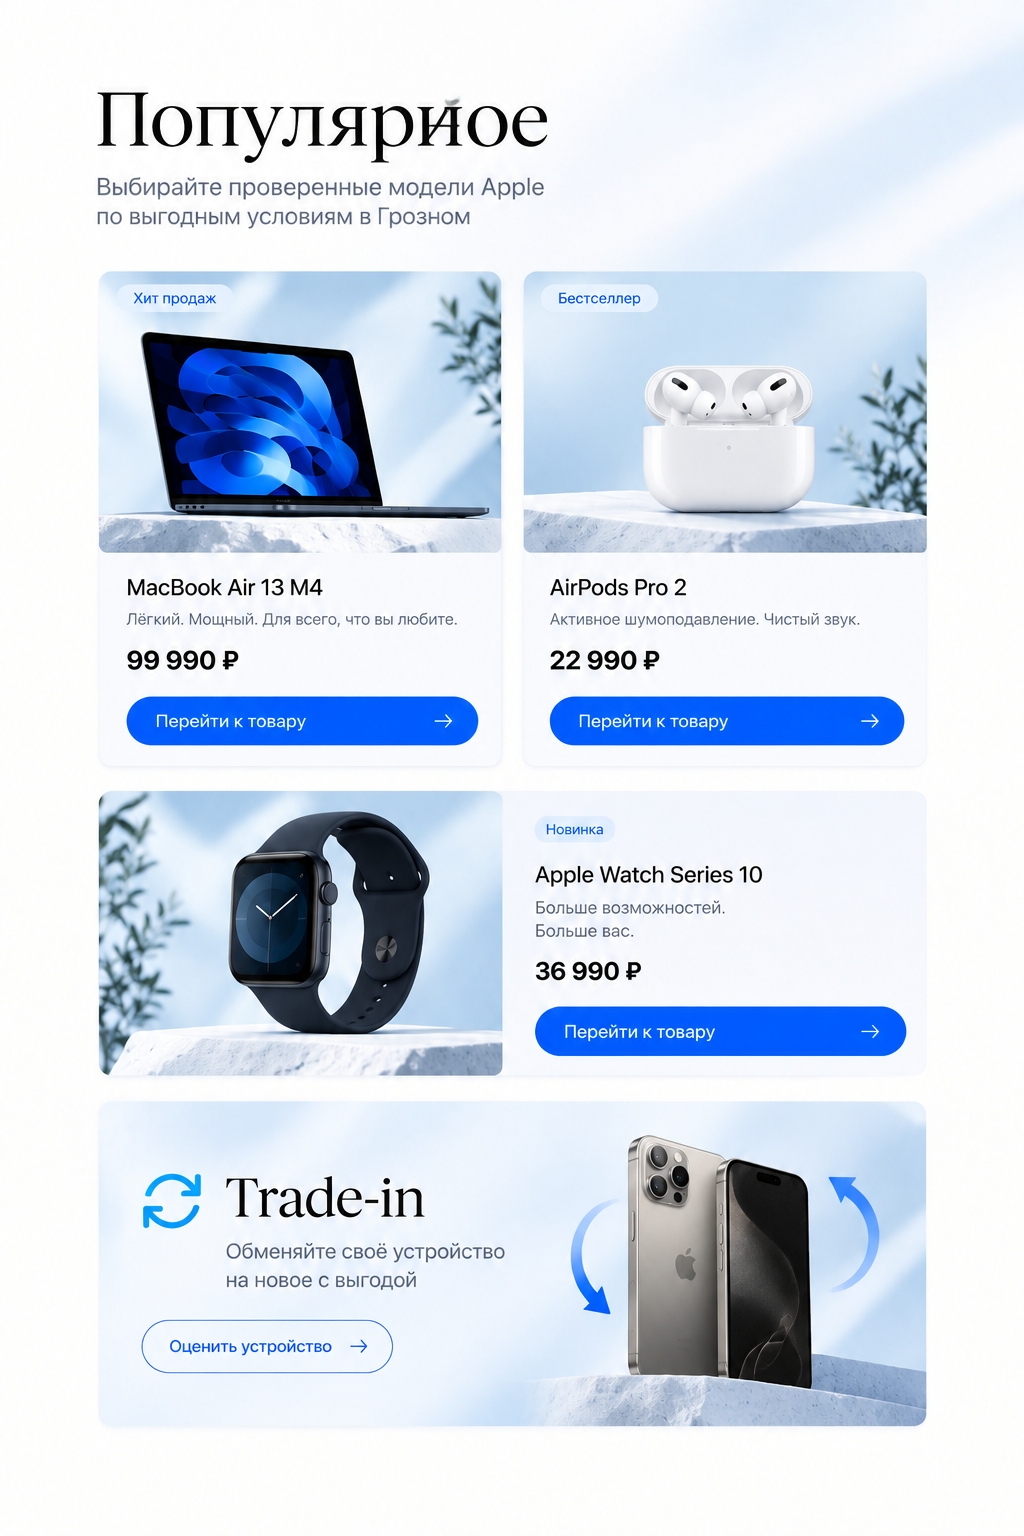 Популярное
Выбирайте проверенные модели Apple
по выгодным условиям в Грозном
Хит продаж
Бестселлер
MacBook Air 13 M4
Лёгкий. Мощный. Для всего, что вы любите.
99 990 ₽
Перейти к товару
AirPods Pro 2
Активное шумоподавление. Чистый звук.
22 990 ₽
Перейти к товару
Новинка
Apple Watch Series 10
Больше возможностей.
Больше вас.
36 990 ₽
Перейти к товару
Trade-in
Обменяйте своё устройство
на новое с выгодой
Оценить устройство